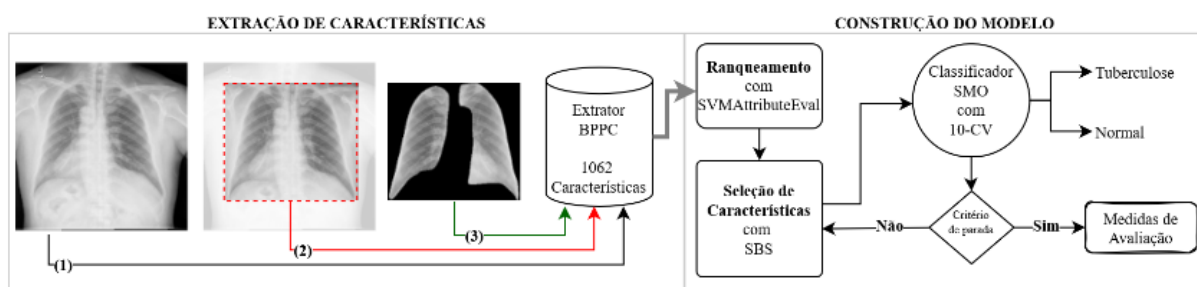 EXTRAÇÃO DE CARACTERÍSTICAS
(1)
(2)
(3)
Extrator
BPPC
1062
Características
CONSTRUÇÃO DO MODELO
Ranqueamento
com
SVMAttributeEval
Seleção de
Características
com
SBS
Classificador
SMO
com
10-CV
Tuberculose
Normal
Critério
de parada
Não
Sim
Medidas de
Avaliação